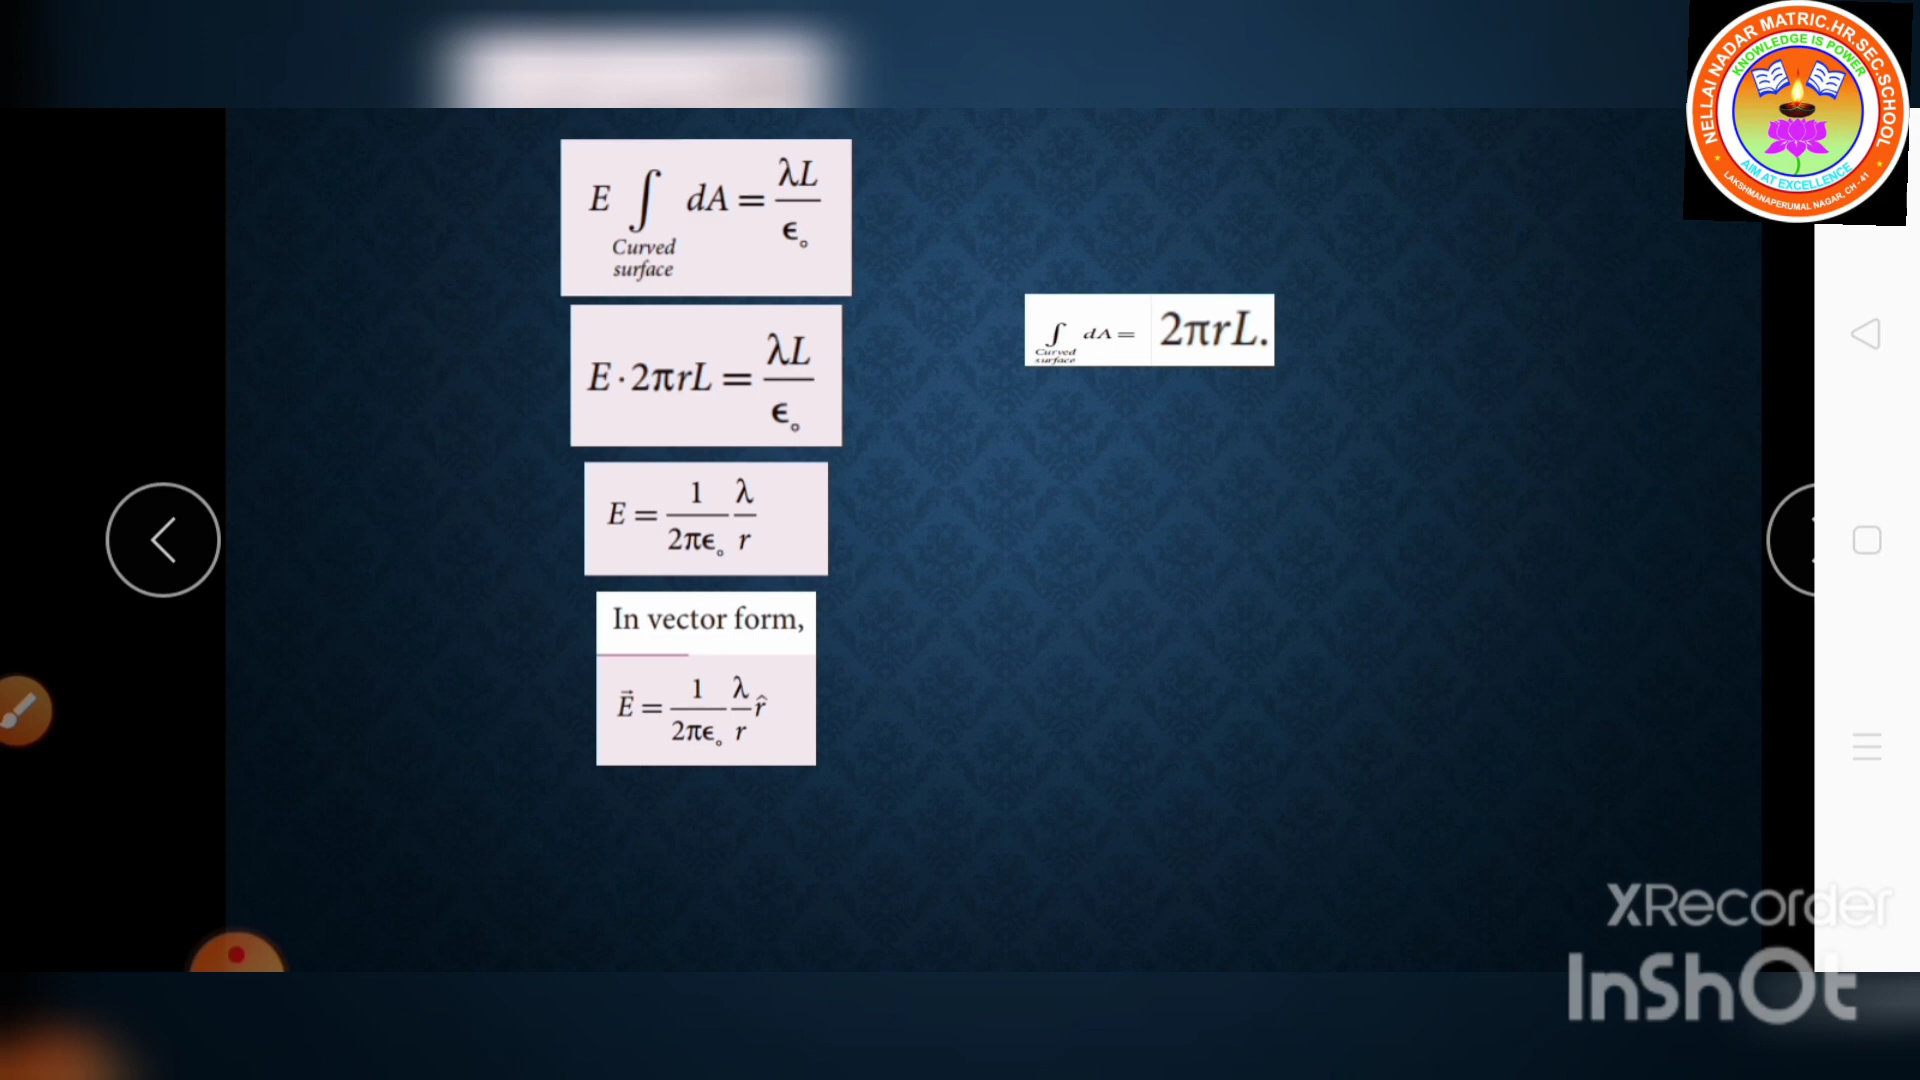 E ∫ dA = λL/ϵ₀
Curved
surface
E · 2πrL = λL/ϵ₀
∫ dA = 2πrL.
Curved
surface
E = 1/2πϵ₀ λ/r
In vector form,
E⃗ = 1/2πϵ₀ λ/r r̂
NELLAI NADAR MATRIC.HR.SEC.SCHOOL
KNOWLEDGE IS POWER
AIM AT EXCELLENCE
LAKSHMANAPERUMAL NAGAR, CH - 41
XRecorder
InShOt